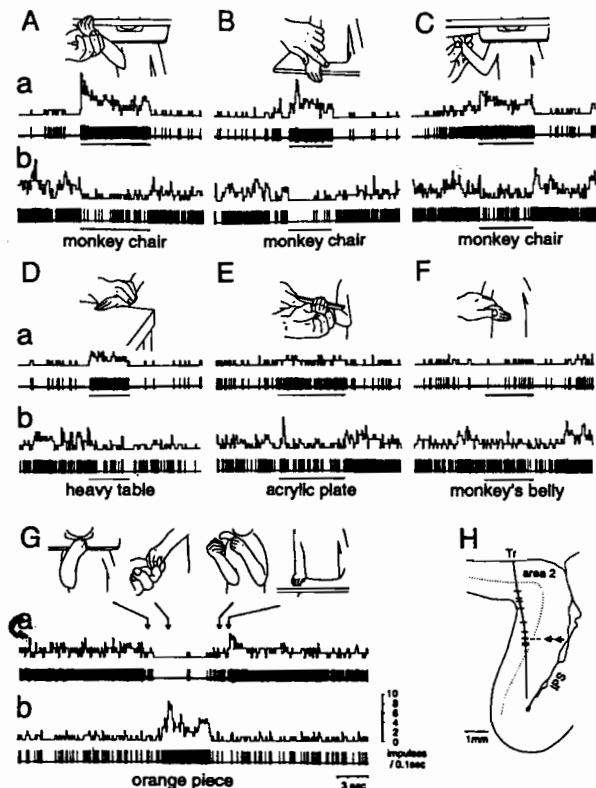 A B C
a
b
monkey chair monkey chair monkey chair
D E F
a
b
heavy table acrylic plate monkey's belly
G H
Tr
area 2
a
IPS
b
10
8
6
4
2
0
impulses
/ 0.1sec
1mm
orange piece 3 sec